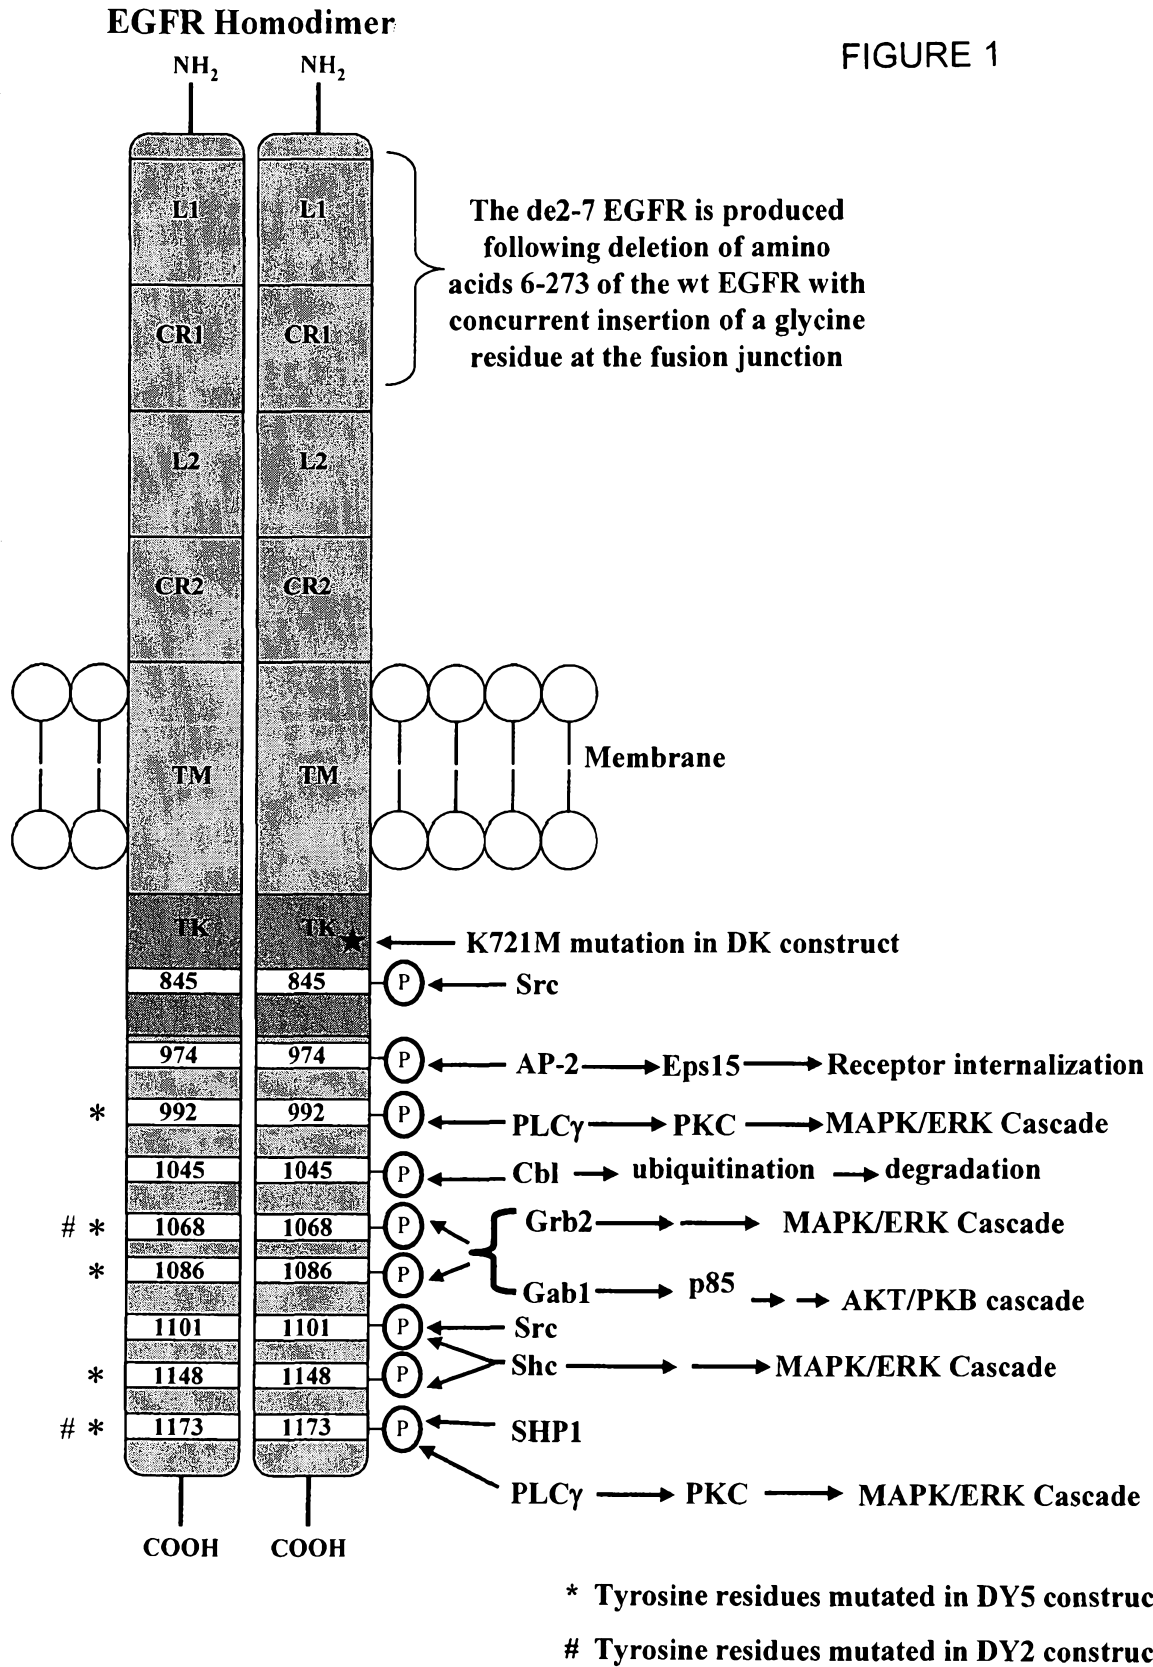 EGFR Homodimer
FIGURE 1
NH2 NH2
L1 L1
The de2-7 EGFR is produced
following deletion of amino
acids 6-273 of the wt EGFR with
concurrent insertion of a glycine
residue at the fusion junction
CR1 CR1
L2 L2
CR2 CR2
Membrane
TM TM
TK TK
K721M mutation in DK construct
845 845 P Src
974 974 P AP-2 Eps15 Receptor internalization
* 992 992 P PLCγ PKC MAPK/ERK Cascade
1045 1045 P Cbl ubiquitination degradation
# * 1068 1068 P Grb2 MAPK/ERK Cascade
* 1086 1086 P Gab1 p85 AKT/PKB cascade
1101 1101 P Src
* 1148 1148 P Shc MAPK/ERK Cascade
# * 1173 1173 P SHP1
PLCγ PKC MAPK/ERK Cascade
COOH COOH
* Tyrosine residues mutated in DY5 construc
# Tyrosine residues mutated in DY2 construc